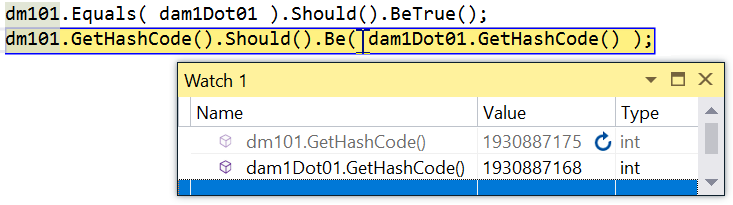 dm101.Equals( dam1Dot01 ).Should().BeTrue();
dm101.GetHashCode().Should().Be( dam1Dot01.GetHashCode() );
Watch 1
Name Value Type
dm101.GetHashCode() 1930887175 int
dam1Dot01.GetHashCode() 1930887168 int